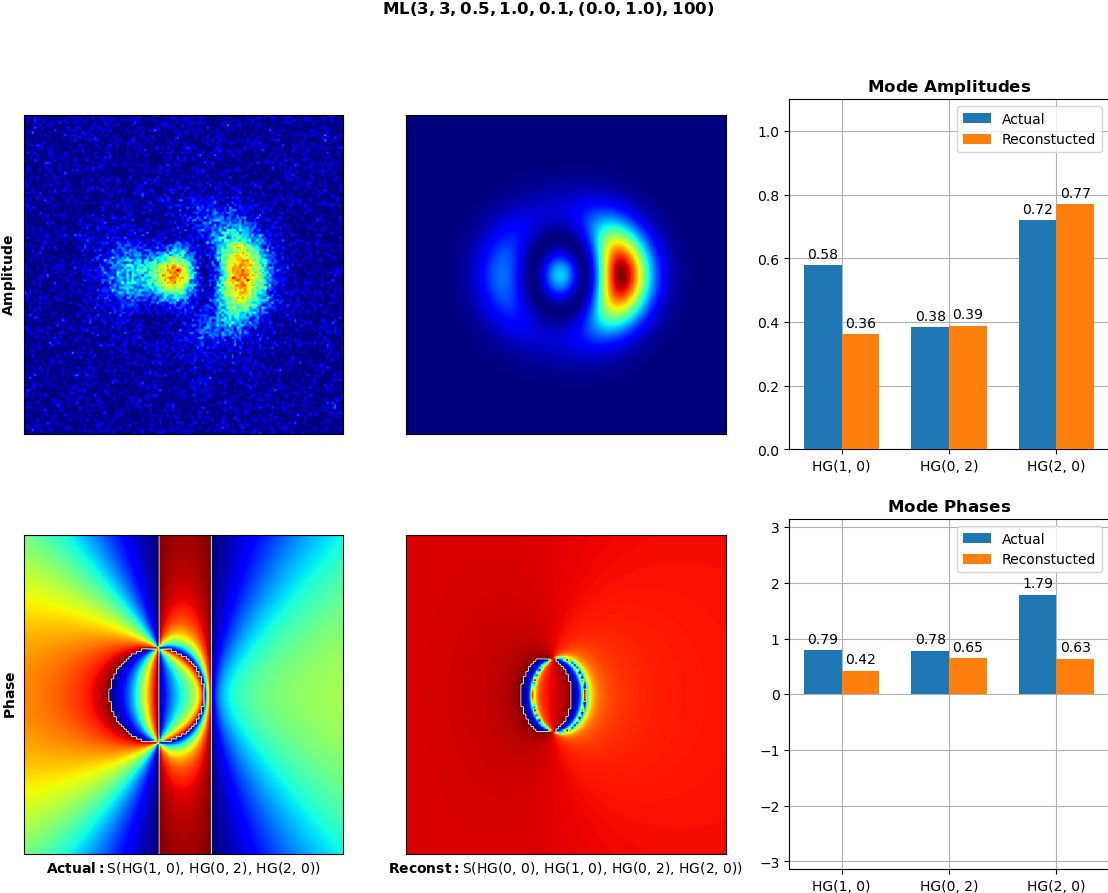 ML(3, 3, 0.5, 1.0, 0.1, (0.0, 1.0), 100)
Amplitude
Mode Amplitudes
Actual
Reconstucted
1.0
0.8
0.6
0.4
0.2
0.0
0.58
0.36
0.38
0.39
0.72
0.77
HG(1, 0)
HG(0, 2)
HG(2, 0)
Phase
Actual: S(HG(1, 0), HG(0, 2), HG(2, 0))
Reconst: S(HG(0, 0), HG(1, 0), HG(0, 2), HG(2, 0))
Mode Phases
Actual
Reconstucted
3
2
1
0
−1
−2
−3
0.79
0.42
0.78
0.65
1.79
0.63
HG(1, 0)
HG(0, 2)
HG(2, 0)